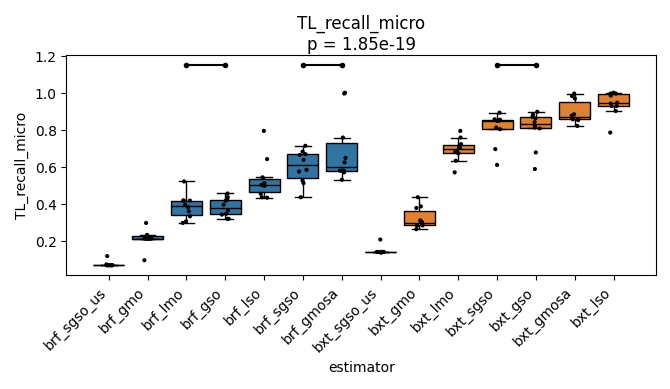 TL_recall_micro
p = 1.85e-19
TL_recall_micro
1.2
1.0
0.8
0.6
0.4
0.2
brf_sgso_us
brf_gmo
brf_lmo
brf_gso
brf_lso
brf_sgso
brf_gmosa
bxt_sgso_us
bxt_gmo
bxt_lmo
bxt_sgso
bxt_gso
bxt_gmosa
bxt_lso
estimator